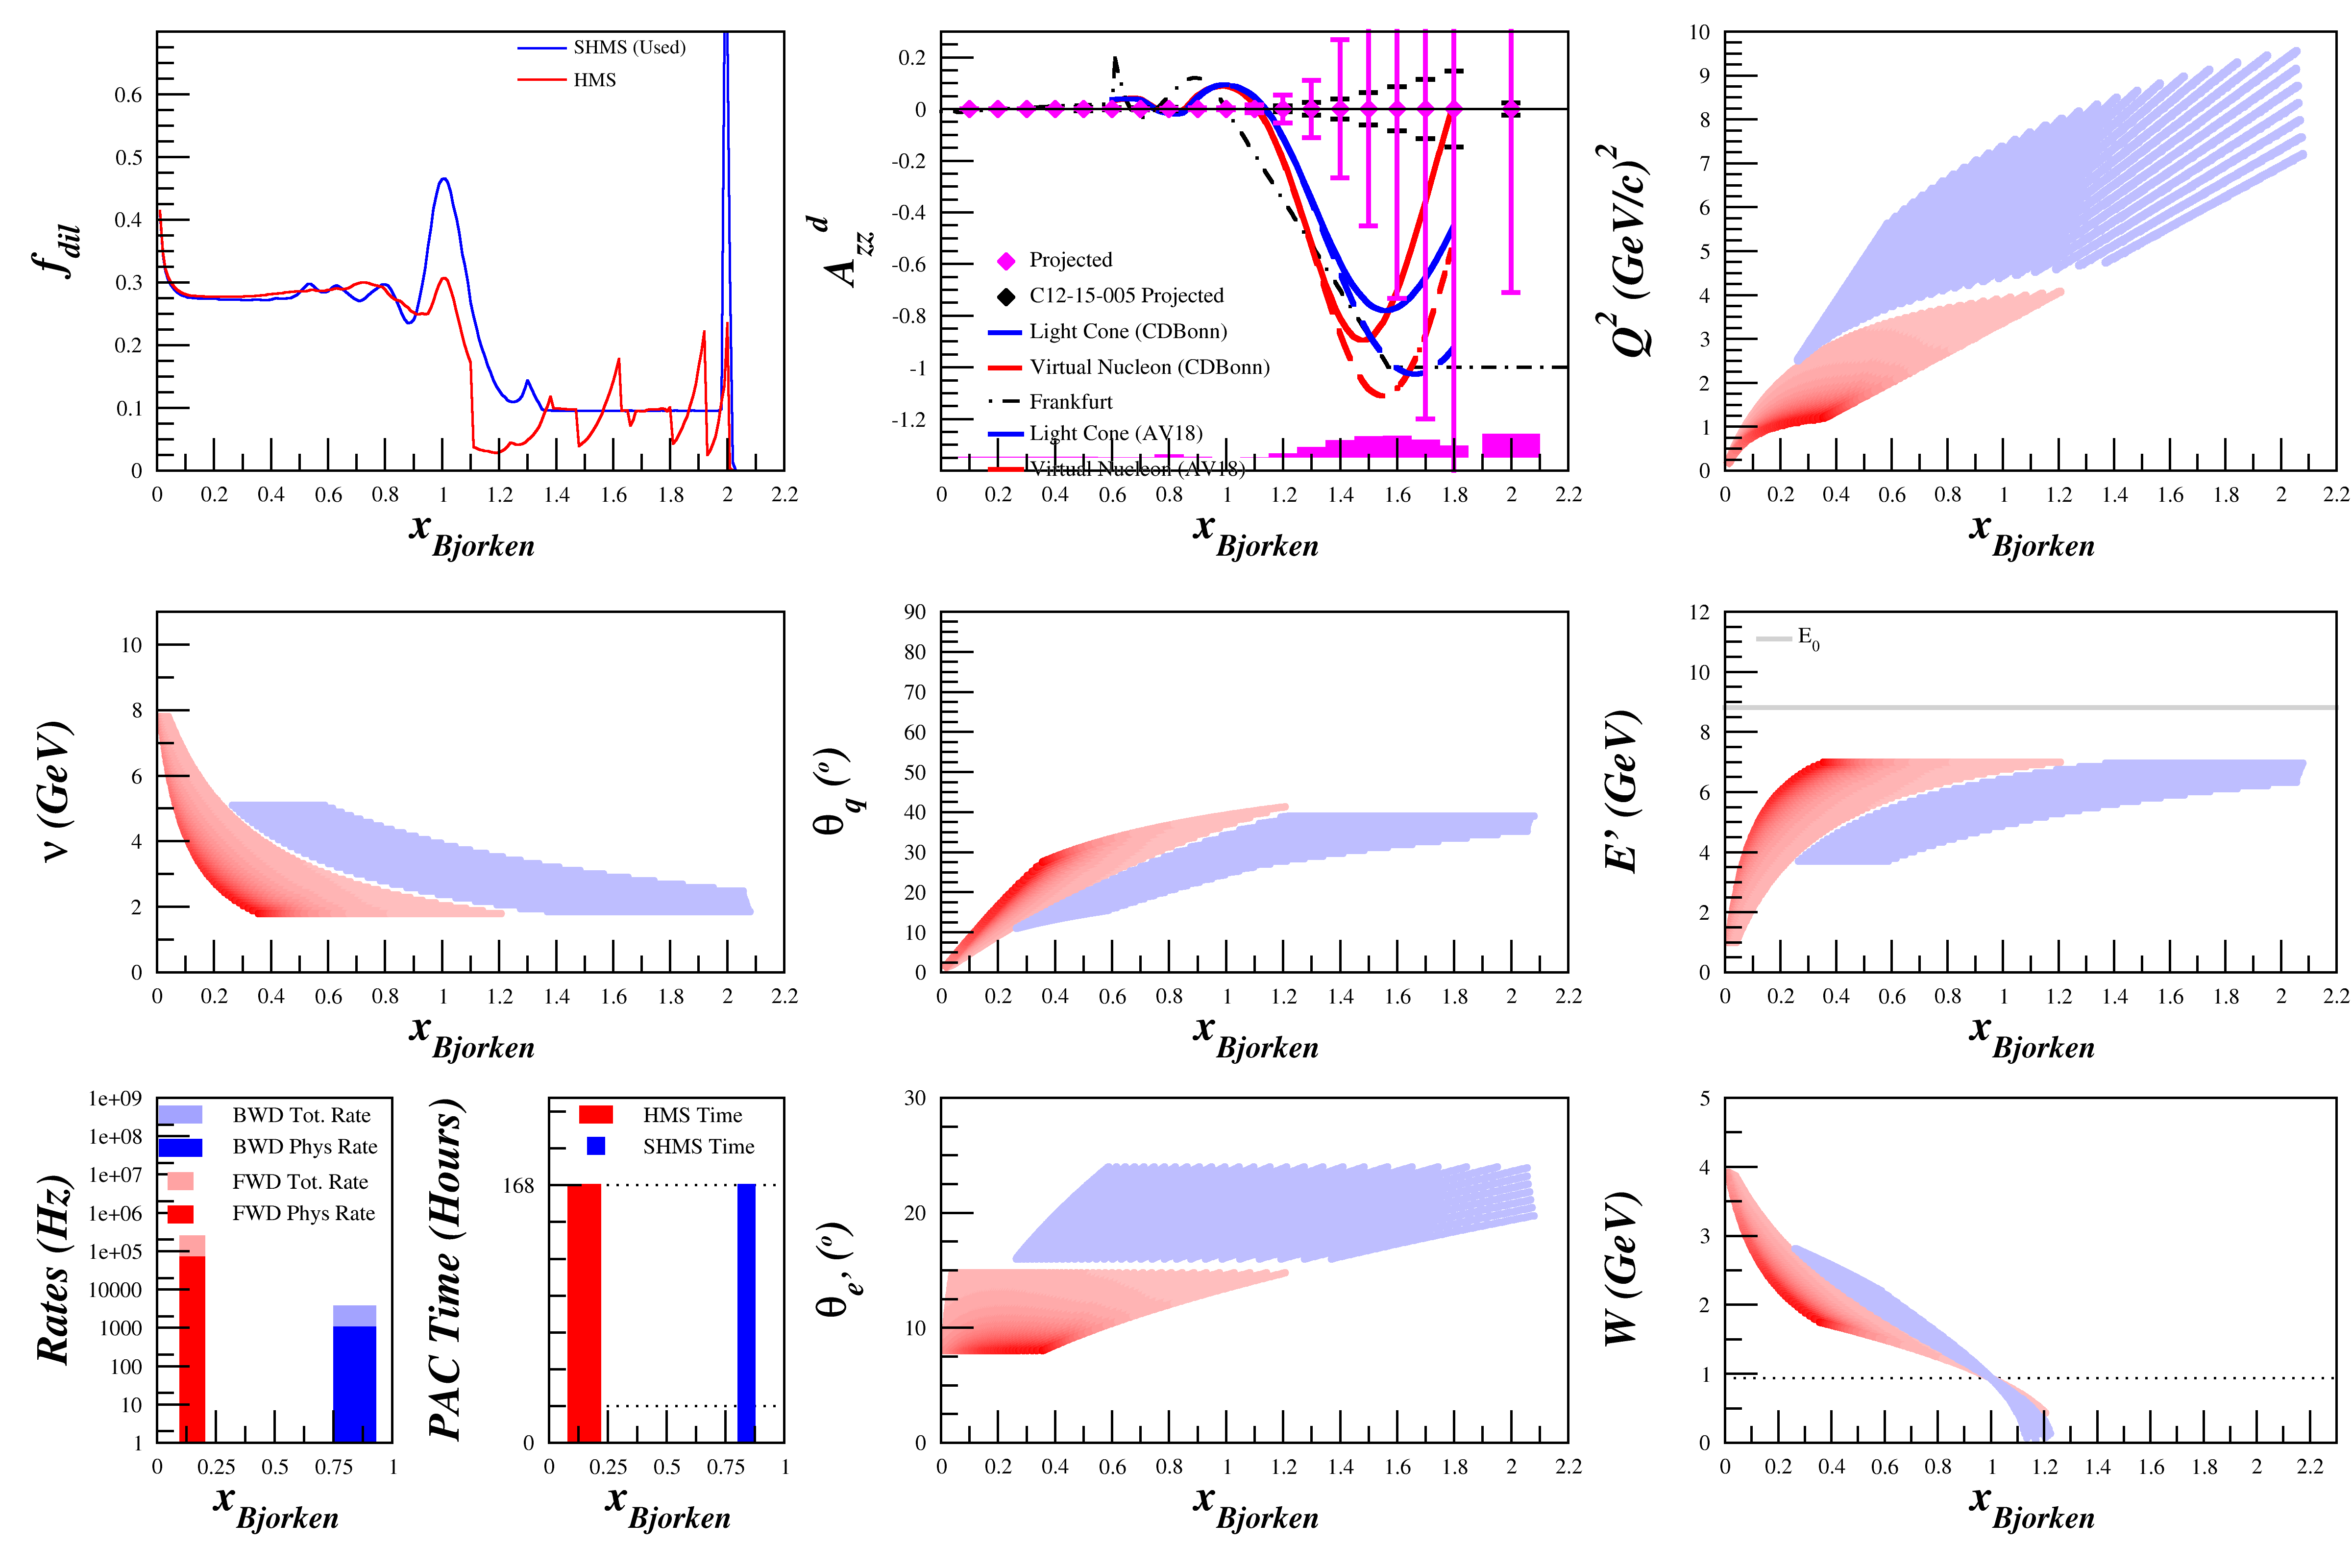 SHMS (Used)
HMS
0.6
0.5
0.4
0.3
0.2
0.1
0
f dil
0 0.2 0.4 0.6 0.8 1 1.2 1.4 1.6 1.8 2 2.2
x Bjorken
0.2
0
-0.2
-0.4
-0.6
-0.8
-1
-1.2
A zz d
Projected
C12-15-005 Projected
Light Cone (CDBonn)
Virtual Nucleon (CDBonn)
Frankfurt
Light Cone (AV18)
Virtual Nucleon (AV18)
0 0.2 0.4 0.6 0.8 1 1.2 1.4 1.6 1.8 2 2.2
x Bjorken
10
9
8
7
6
5
4
3
2
1
0
Q² (GeV/c)²
0 0.2 0.4 0.6 0.8 1 1.2 1.4 1.6 1.8 2 2.2
x Bjorken
10
8
6
4
2
0
ν (GeV)
0 0.2 0.4 0.6 0.8 1 1.2 1.4 1.6 1.8 2 2.2
x Bjorken
90
80
70
60
50
40
30
20
10
0
θq (º)
0 0.2 0.4 0.6 0.8 1 1.2 1.4 1.6 1.8 2 2.2
x Bjorken
12
10
8
6
4
2
0
E' (GeV)
E₀
0 0.2 0.4 0.6 0.8 1 1.2 1.4 1.6 1.8 2 2.2
x Bjorken
1e+09
1e+08
1e+07
1e+06
1e+05
10000
1000
100
10
1
Rates (Hz)
BWD Tot. Rate
BWD Phys Rate
FWD Tot. Rate
FWD Phys Rate
0 0.25 0.5 0.75 1
x Bjorken
168
0
PAC Time (Hours)
HMS Time
SHMS Time
0 0.25 0.5 0.75 1
x Bjorken
30
20
10
0
θe' (º)
0 0.2 0.4 0.6 0.8 1 1.2 1.4 1.6 1.8 2 2.2
x Bjorken
5
4
3
2
1
0
W (GeV)
0 0.2 0.4 0.6 0.8 1 1.2 1.4 1.6 1.8 2 2.2
x Bjorken